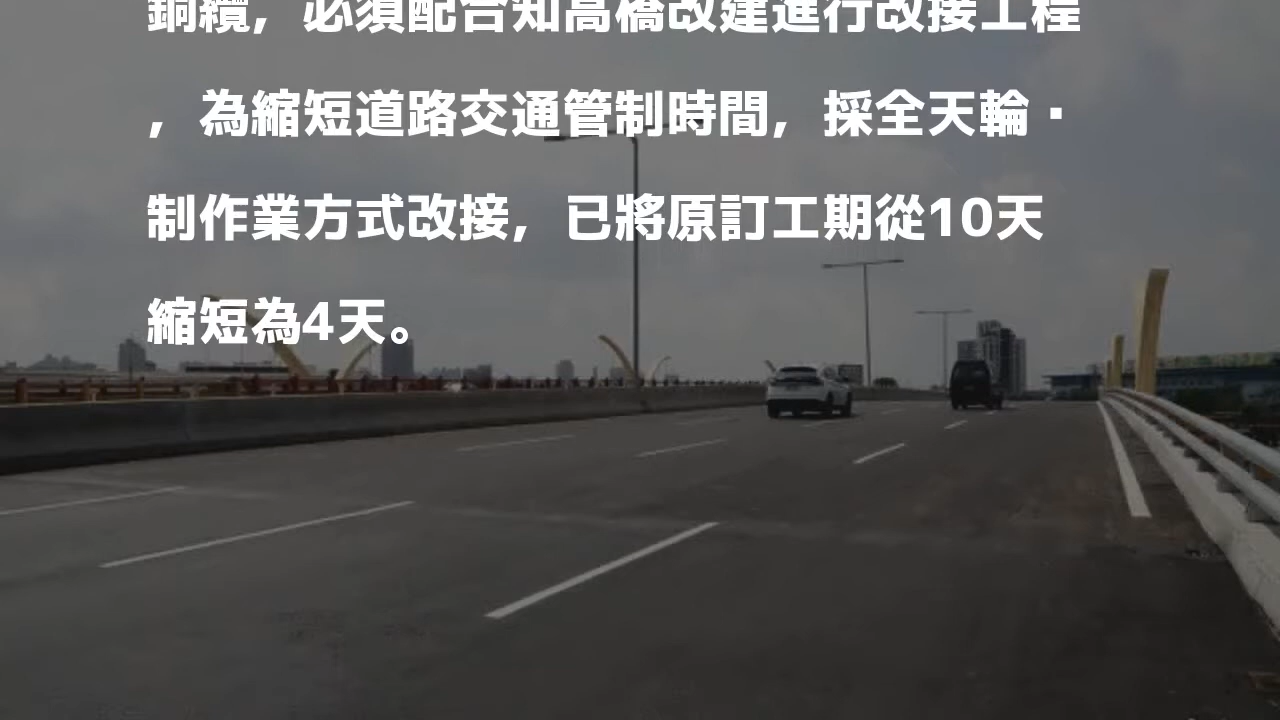 銅纜，必須配合知高橋改建進行改接工程
，為縮短道路交通管制時間，採全天輪▪
制作業方式改接，已將原訂工期從10天
縮短為4天。